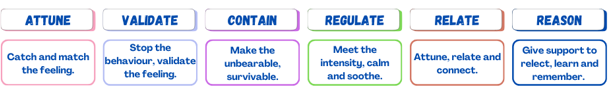 ATTUNE
VALIDATE
CONTAIN
REGULATE
RELATE
REASON
Catch and match
the feeling.
Stop the
behaviour, validate
the feeling.
Make the
unbearable,
survivable.
Meet the
intensity, calm
and soothe.
Attune, relate and
connect.
Give support to
relect, learn and
remember.